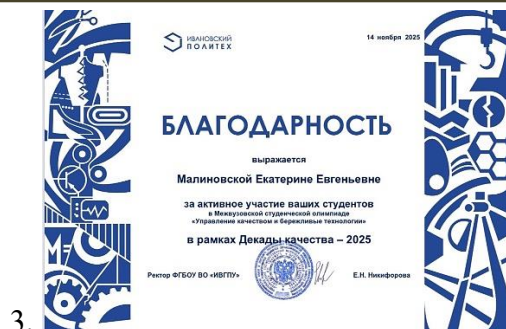 ИВАНОВСКИЙ
ПОЛИТЕХ
14 ноября 2025
БЛАГОДАРНОСТЬ
выражается
Малиновской Екатерине Евгеньевне
за активное участие ваших студентов
в Межвузовской студенческой олимпиаде
«Управление качеством и бережливые технологии»
в рамках Декады качества – 2025
Ректор ФГБОУ ВО «ИВГПУ»
Е.Н. Никифорова
3.